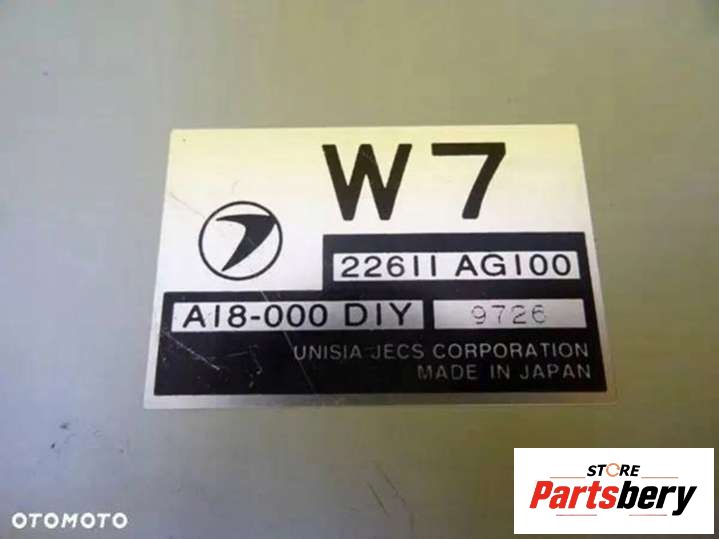 W7
22611 AG100
A18-000 DIY 9726
UNISIA JECS CORPORATION
MADE IN JAPAN
STORE
Partsbery
OTOMOTO